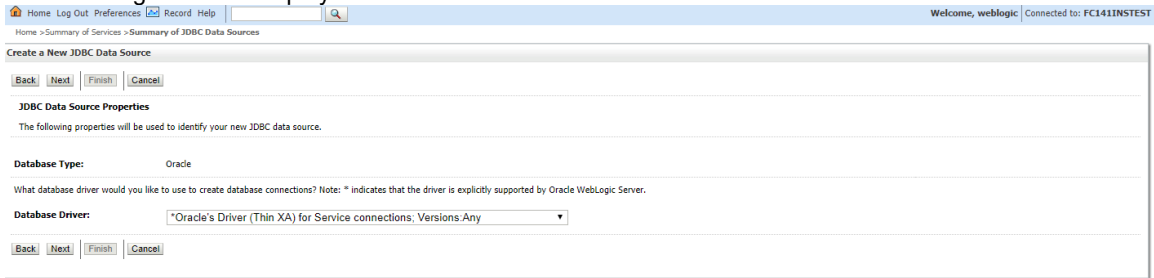 Home Log Out Preferences Record Help
Welcome, weblogic Connected to: FC141INSTEST
Home >Summary of Services >Summary of JDBC Data Sources
Create a New JDBC Data Source
Back Next Finish Cancel
JDBC Data Source Properties
The following properties will be used to identify your new JDBC data source.
Database Type: Oracle
What database driver would you like to use to create database connections? Note: * indicates that the driver is explicitly supported by Oracle WebLogic Server.
Database Driver: *Oracle's Driver (Thin XA) for Service connections; Versions:Any
Back Next Finish Cancel